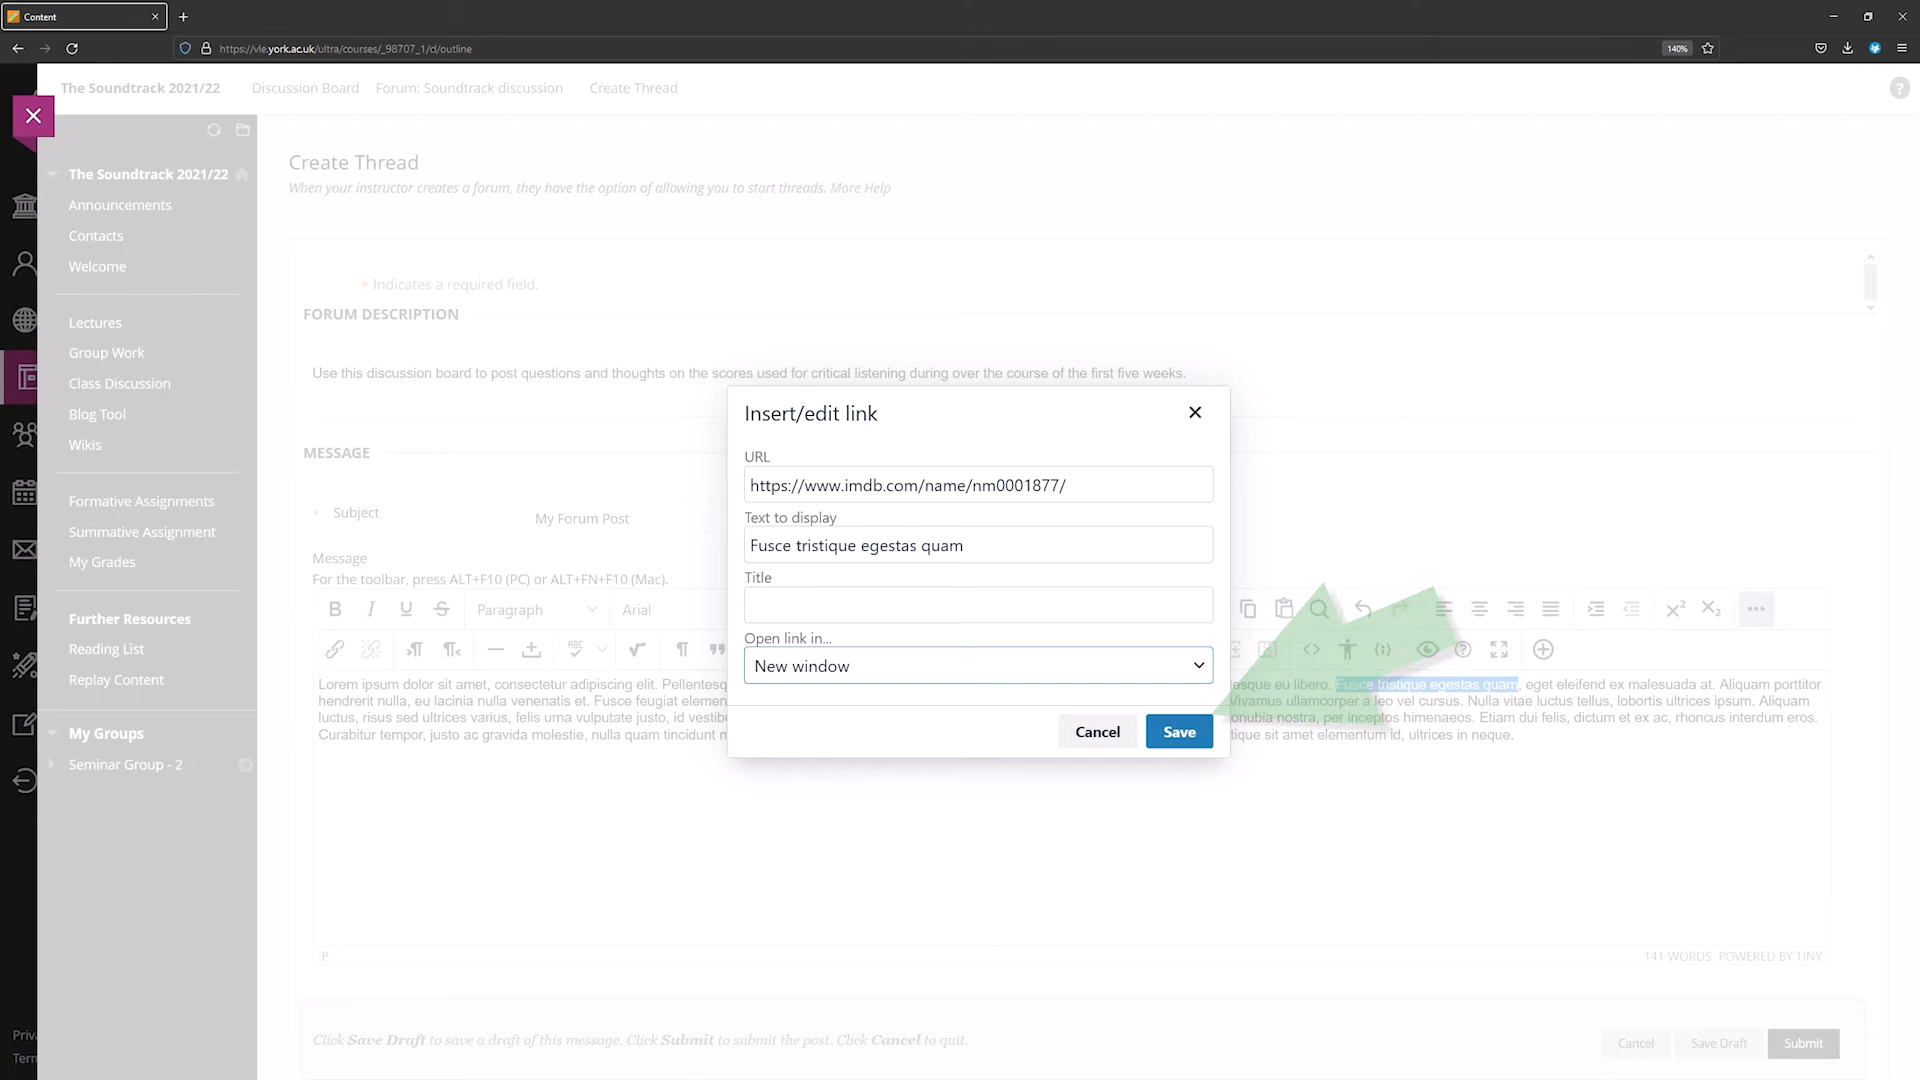 Content
https://vle.york.ac.uk/ultra/courses/_98707_1/cl/outline
140%
The Soundtrack 2021/22 Discussion Board Forum: Soundtrack discussion Create Thread
The Soundtrack 2021/22
Announcements
Contacts
Welcome
Lectures
Group Work
Class Discussion
Blog Tool
Wikis
Formative Assignments
Summative Assignment
My Grades
Further Resources
Reading List
Replay Content
My Groups
Seminar Group - 2
Create Thread
When your instructor creates a forum, they have the option of allowing you to start threads. More Help
* Indicates a required field.
FORUM DESCRIPTION
Use this discussion board to post questions and thoughts on the scores used for critical listening during over the course of the first five weeks.
MESSAGE
Subject My Forum Post
Message
For the toolbar, press ALT+F10 (PC) or ALT+FN+F10 (Mac).
Paragraph Arial
Lorem ipsum dolor sit amet, consectetur adipiscing elit. Pellentesq
esque eu libero. Fusce tristique egestas quam, eget eleifend ex malesuada at. Aliquam porttitor
hendrerit nulla, eu lacinia nulla venenatis et. Fusce feugiat elemen
Vivamus ullamcorper a leo vel cursus. Nulla vitae luctus tellus, lobortis ultrices ipsum. Aliquam
luctus, risus sed ultrices varius, felis urna vulputate justo, id vestib
onubia nostra, per inceptos himenaeos. Etiam dui felis, dictum et ex ac, rhoncus interdum eros.
Curabitur tempor, justo ac gravida molestie, nulla quam tincidunt n
tique sit amet elementum id, ultrices in neque.
P
141 WORDS POWERED BY TINY
Insert/edit link
URL
https://www.imdb.com/name/nm0001877/
Text to display
Fusce tristique egestas quam
Title
Open link in...
New window
Cancel Save
Click Save Draft to save a draft of this message. Click Submit to submit the post. Click Cancel to quit.
Cancel Save Draft Submit
Priva
Term